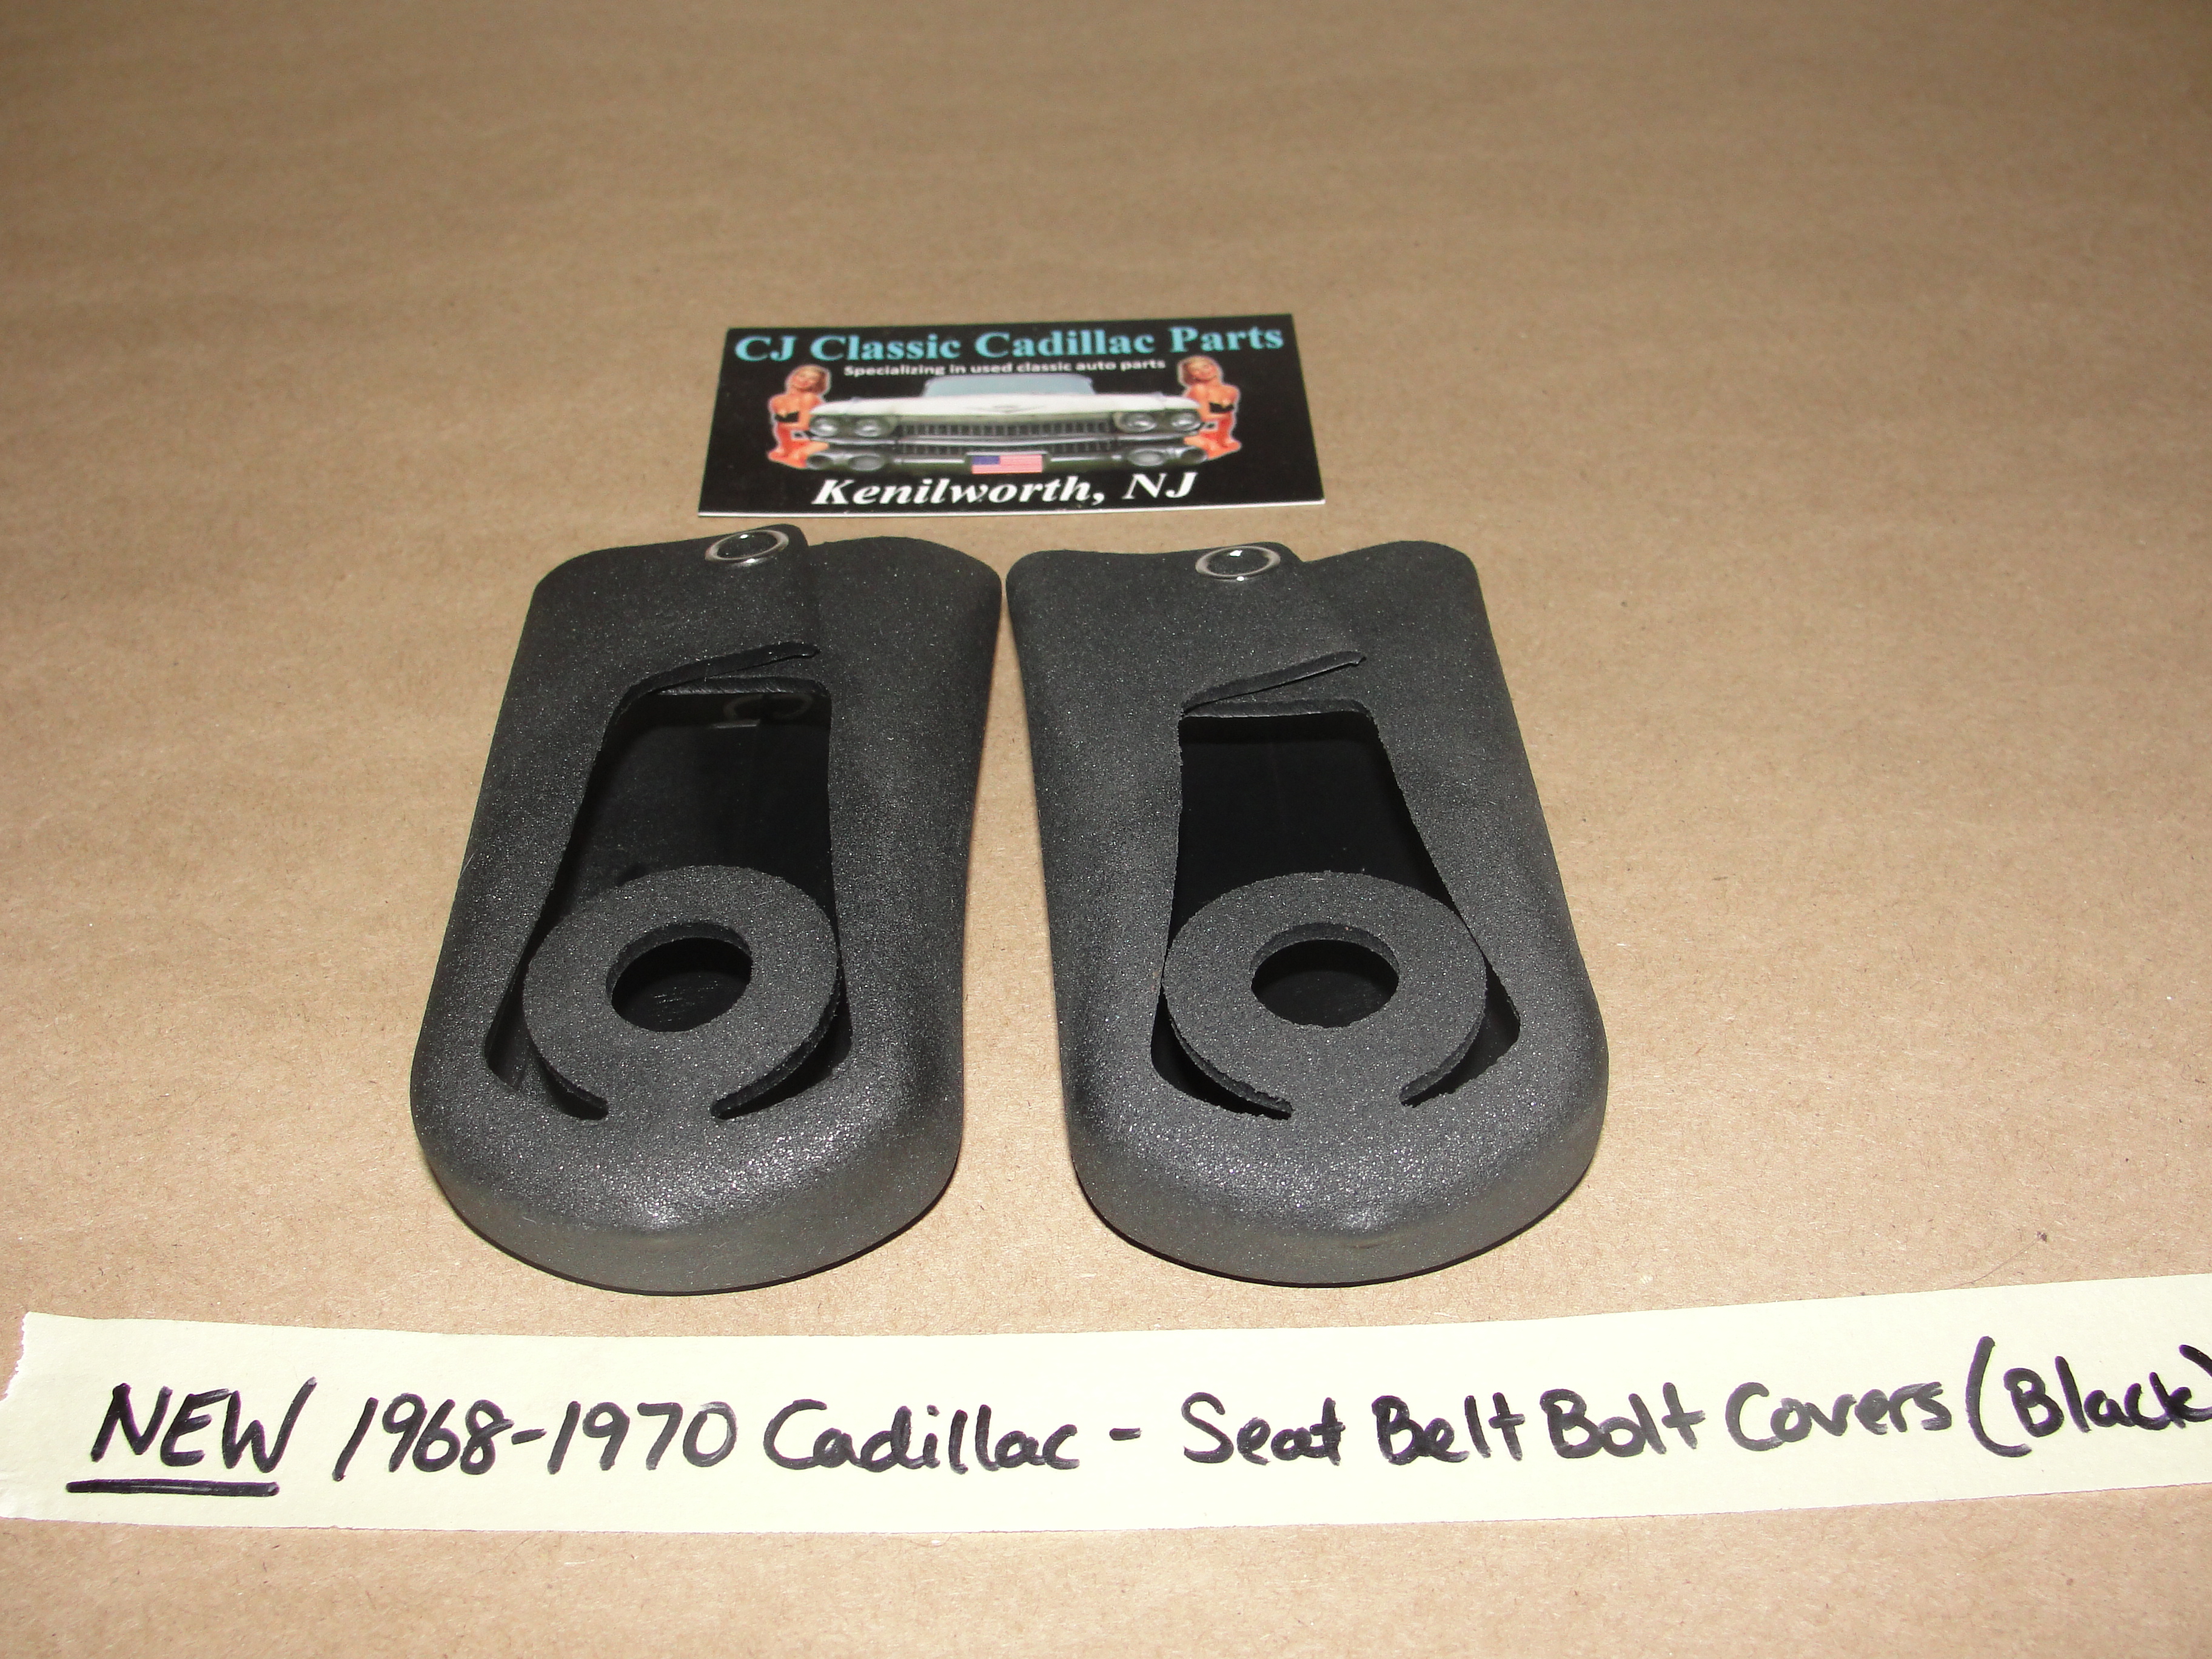 CJ Classic Cadillac Parts
Specializing in used classic auto parts
Kenilworth, NJ
NEW 1968-1970 Cadillac - Seat Belt Bolt Covers (Black)